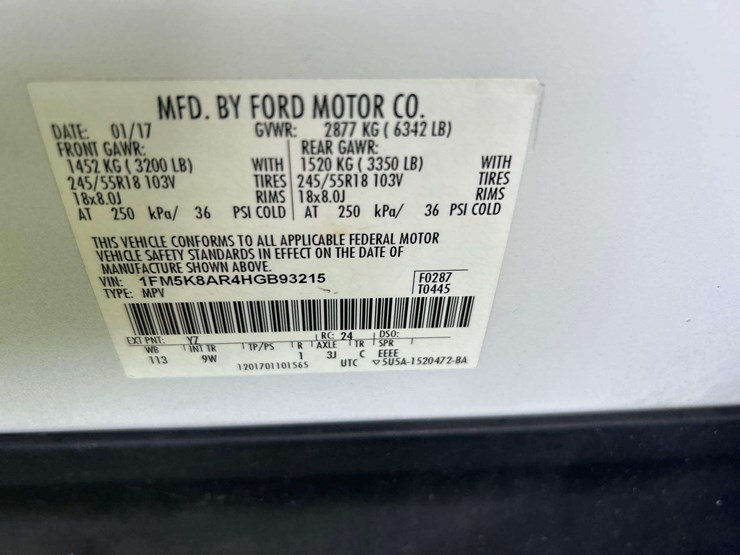 MFD. BY FORD MOTOR CO.
DATE: 01/17 GVWR: 2877 KG ( 6342 LB)
FRONT GAWR: REAR GAWR:
1452 KG ( 3200 LB) WITH 1520 KG ( 3350 LB) WITH
245/55R18 103V TIRES 245/55R18 103V TIRES
18x8.0J RIMS 18x8.0J RIMS
AT 250 kPa/ 36 PSI COLD AT 250 kPa/ 36 PSI COLD
THIS VEHICLE CONFORMS TO ALL APPLICABLE FEDERAL MOTOR
VEHICLE SAFETY STANDARDS IN EFFECT ON THE DATE OF
MANUFACTURE SHOWN ABOVE.
VIN: 1FM5K8AR4HGB93215 F0287
TYPE: MPV T0445
EXT PNT: YZ RC: 24 DSO:
WB INT TR TP/PS R AXLE TR SPR
113 9W 1 3J C EEEE
1201701101565 UTC ▽5U5A-1520472-BA